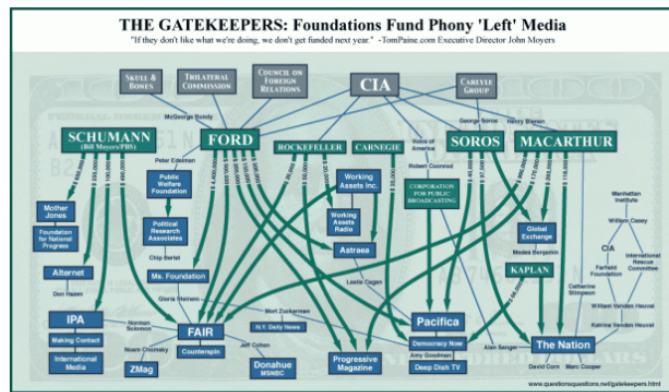 THE GATEKEEPERS: Foundations Fund Phony 'Left' Media
"If they don't like what we're doing, we don't get funded next year." -TomPaine.com Executive Director John Moyers
SKULL &
BONES
TRILATERAL
COMMISSION
COUNCIL ON
FOREIGN
RELATIONS
CIA
CARLYLE
GROUP
McGeorge Bundy
George Soros
Henry
SCHUMANN
(Bill Moyers/PBS)
FORD
ROCKEFELLER
CARNEGIE
Voice of
America
SOROS
MACARTHUR
Peter Edelman
Robert Coonrod
Public
Welfare
Foundation
Working
Assets Inc.
CORPORATION
FOR PUBLIC
BROADCASTING
Manhattan
Institute
Mother
Jones
Foundation
for National
Progress
Political
Research
Associates
Working
Assets
Radio
Global
Exchange
William Casey
Chip Berlet
Astraea
Medea Benjamin
CIA
International
Rescue
Committee
Alternet
Ms. Foundation
KAPLAN
Farfield
Foundation
Don Hazen
Leslie Cagan
Catharine
Stimpson
Gloria Steinem
Mort Zuckerman
William Vanden Heuvel
IPA
Norman
Solomon
FAIR
N.Y. Daily News
Pacifica
The Nation
Katrina Vanden Heuvel
Making Contact
Counterspin
Jeff Cohen
Democracy Now
Alan Sanger
International
Media
Noam Chomsky
ZMag
Donahue
MSNBC
Progressive
Magazine
Amy Goodman
Deep Dish TV
David Corn
Marc Cooper
www.questionsquestions.net/gatekeepers.html